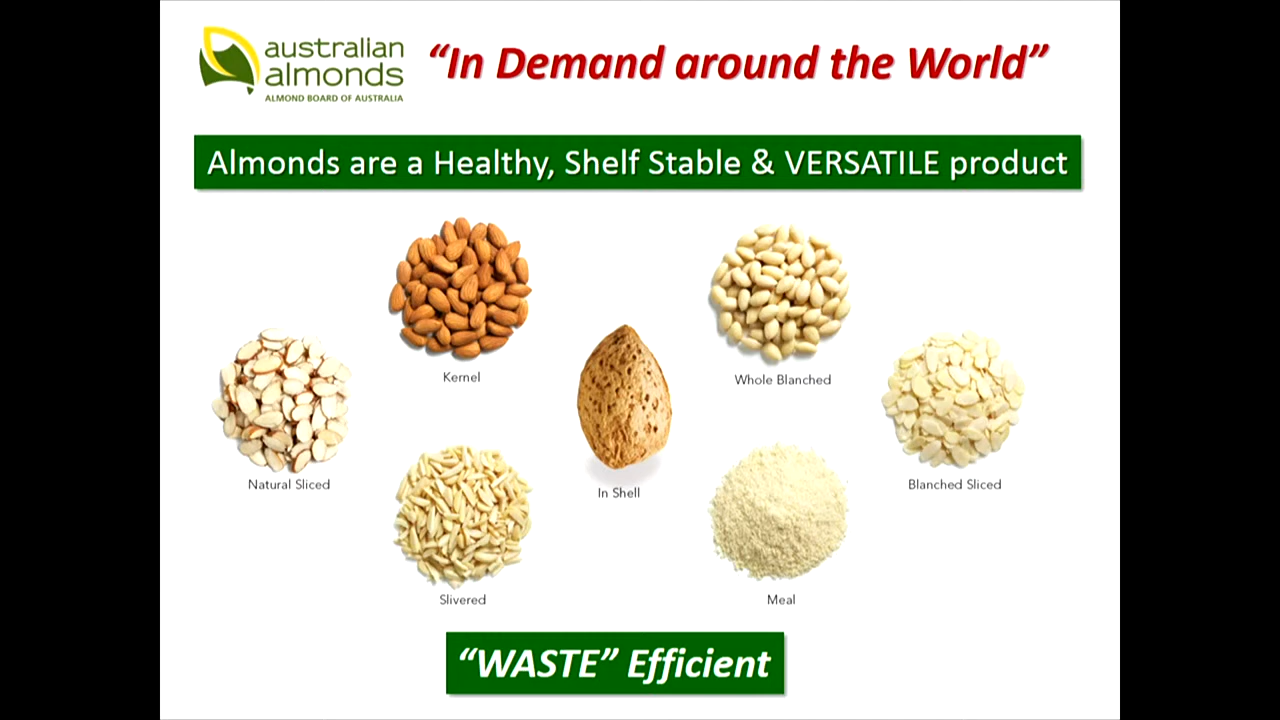 australian
almonds
ALMOND BOARD OF AUSTRALIA
“In Demand around the World”
Almonds are a Healthy, Shelf Stable & VERSATILE product
Kernel
Whole Blanched
Natural Sliced
In Shell
Blanched Sliced
Slivered
Meal
“WASTE” Efficient